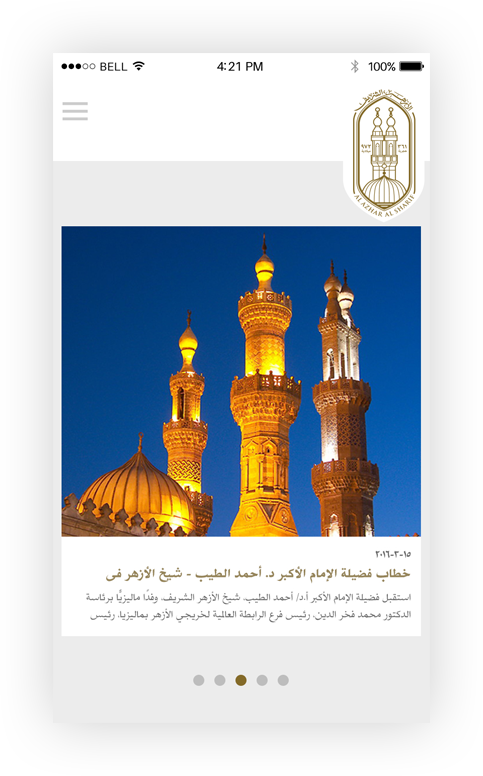 BELL
4:21 PM
100%
٩٧٢
٣٦١
AL AZHAR AL SHARIF
١٥-٣-٢٠١٦
خطاب فضيلة الإمام الأكبر د. أحمد الطيب - شيخ الأزهر فى
استقبل فضيلة الإمام الأكبر أ.د/ أحمد الطيب، شيخ الأزهر الشريف، وفدًا ماليزيًّا برئاسة
الدكتور محمد فخر الدين، رئيس فرع الرابطة العالمية لخريجي الأزهر بماليزيا، رئيس